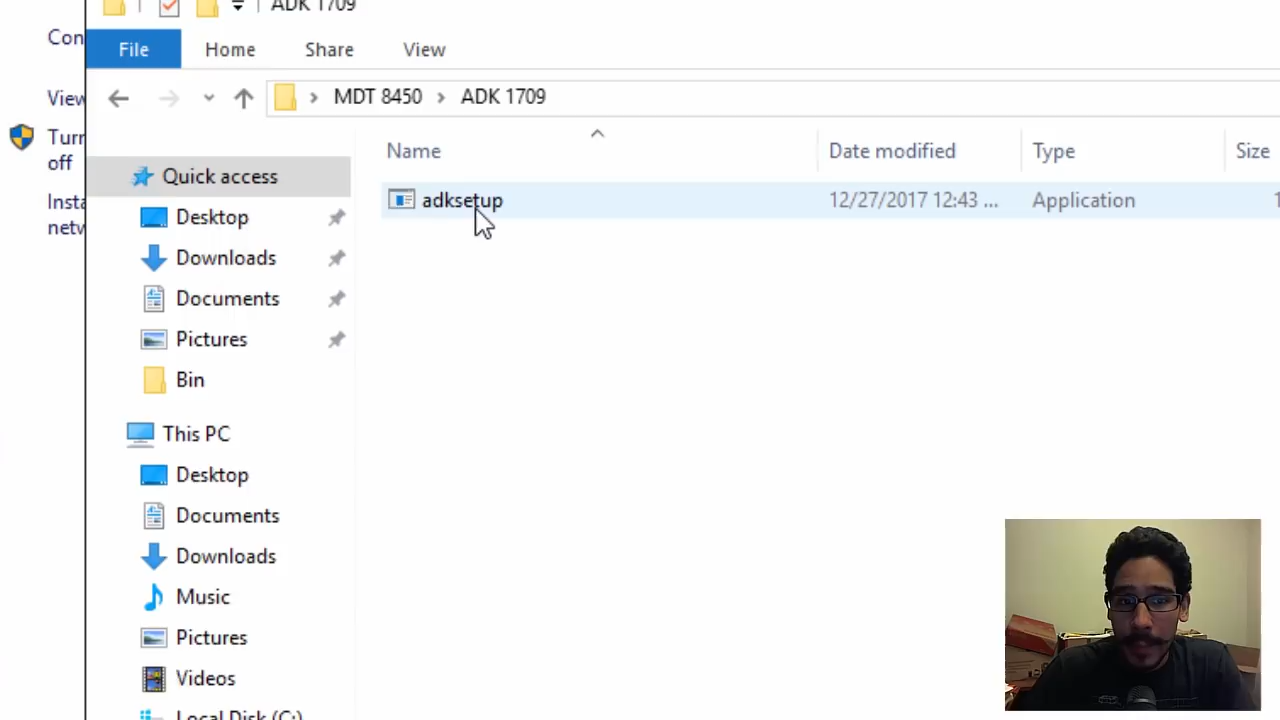 ADK 1709
Con
File Home Share View
View
MDT 8450 > ADK 1709
Turn
off
Name Date modified Type Size
Insta
netw
Quick access
adksetup 12/27/2017 12:43 ... Application 1
Desktop
Downloads
Documents
Pictures
Bin
This PC
Desktop
Documents
Downloads
Music
Pictures
Videos
Local Disk (C:)